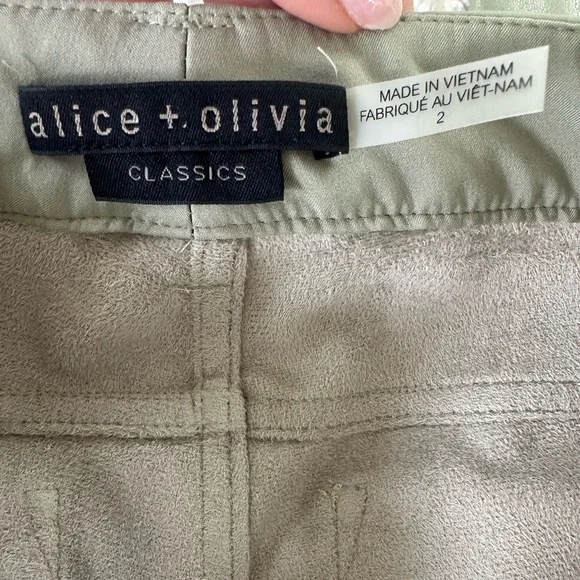 alice + olivia
CLASSICS
MADE IN VIETNAM
FABRIQUÉ AU VIÊT-NAM
2